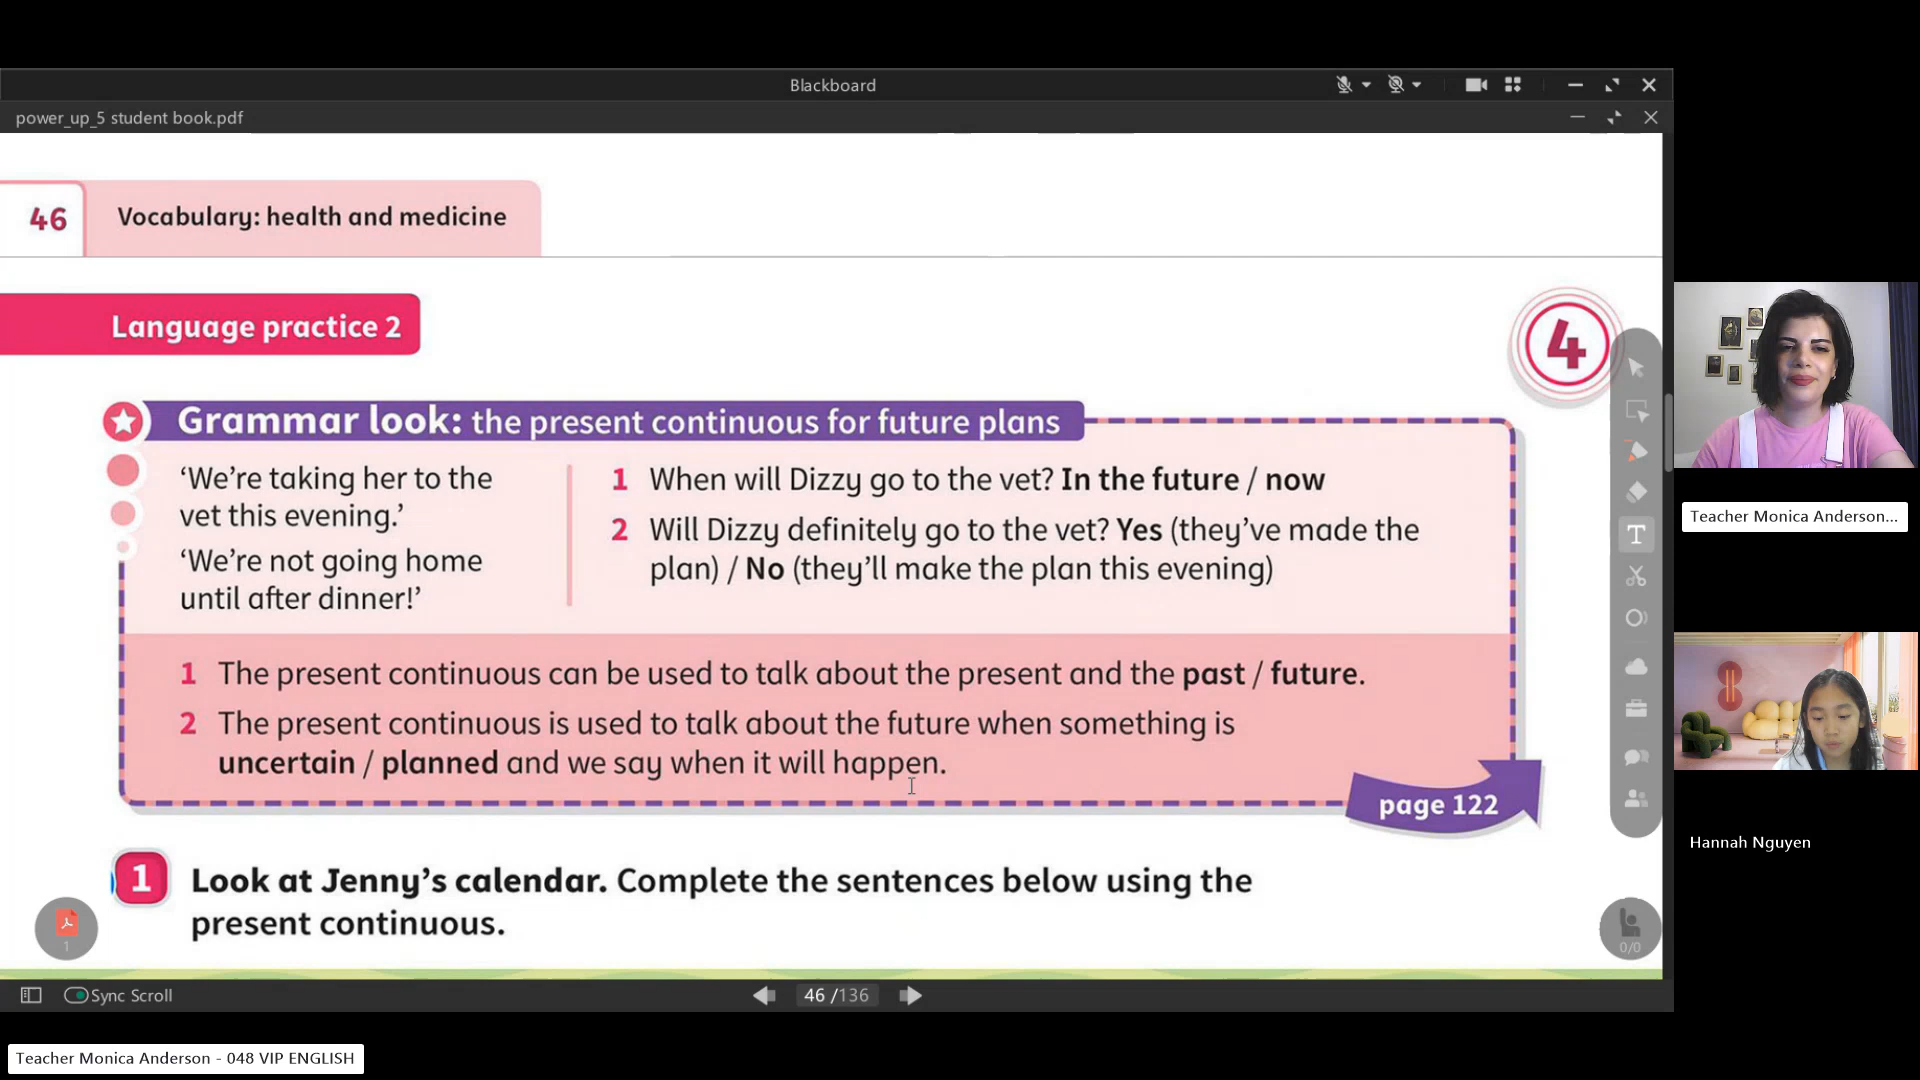 Blackboard
power_up_5 student book.pdf
46
Vocabulary: health and medicine
Language practice 2
4
Grammar look: the present continuous for future plans
‘We’re taking her to the
vet this evening.’
‘We’re not going home
until after dinner!’
1 When will Dizzy go to the vet? In the future / now
2 Will Dizzy definitely go to the vet? Yes (they’ve made the
plan) / No (they’ll make the plan this evening)
1 The present continuous can be used to talk about the present and the past / future.
2 The present continuous is used to talk about the future when something is
uncertain / planned and we say when it will happen.
page 122
1 Look at Jenny’s calendar. Complete the sentences below using the
present continuous.
1
0/0
T
Sync Scroll
46 /136
Teacher Monica Anderson...
Hannah Nguyen
Teacher Monica Anderson - 048 VIP ENGLISH